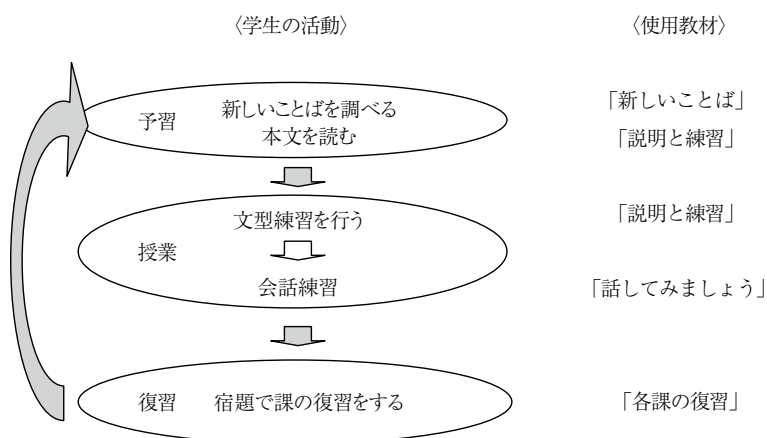 〈学生の活動〉 〈使用教材〉
予習 新しいことばを調べる
本文を読む
「新しいことば」
「説明と練習」
授業
文型練習を行う
会話練習
「説明と練習」
「話してみましょう」
復習 宿題で課の復習をする
「各課の復習」